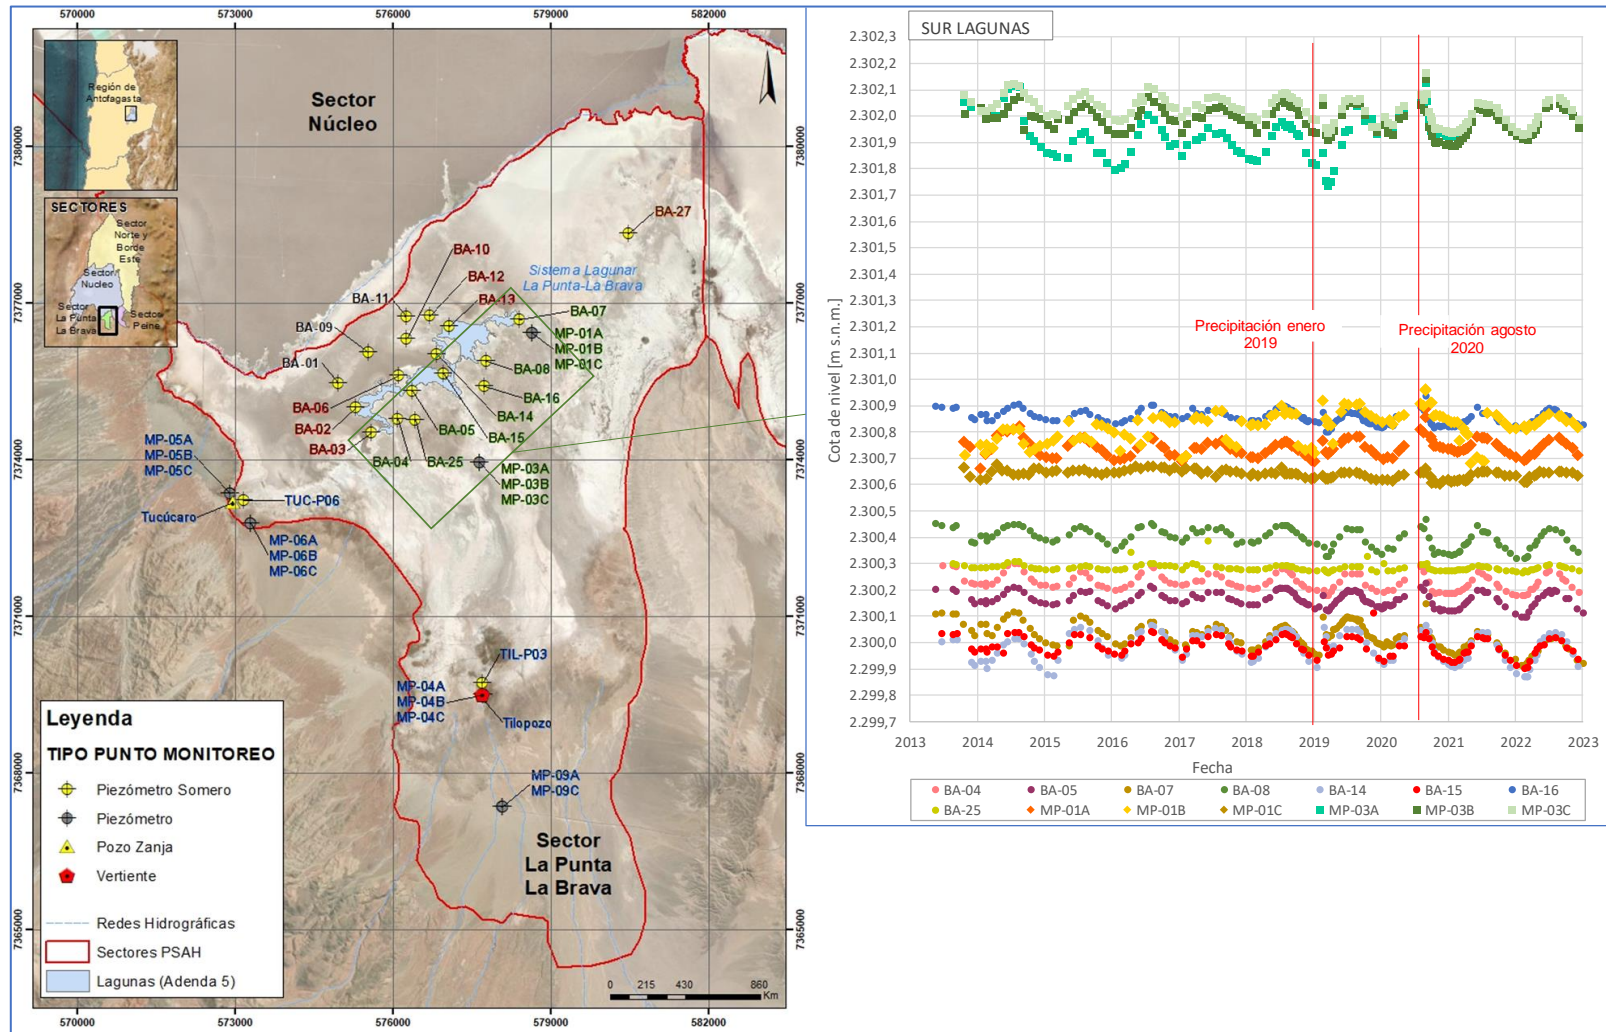 570000
573000
576000
579000
582000
7380000
7377000
7374000
7371000
7368000
7365000
Región de
Antofagasta
SECTORES
Sector
Norte y
Borde
Este
Sector
Nucleo
Sector
La Punta
La Brava
Sector
Peine
Sector
Núcleo
BA-27
BA-10
BA-12
Sistema Lagunar
La Punta-La Brava
BA-11
BA-13
BA-07
BA-09
MP-01A
MP-01B
MP-01C
BA-01
BA-08
BA-16
BA-06
BA-14
BA-02
BA-05
BA-15
BA-03
BA-04
BA-25
MP-05A
MP-05B
MP-05C
MP-03A
MP-03B
MP-03C
TUC-P06
Tucúcaro
MP-06A
MP-06B
MP-06C
TIL-P03
MP-04A
MP-04B
MP-04C
Tilopozo
MP-09A
MP-09C
Sector
La Punta
La Brava
Leyenda
TIPO PUNTO MONITOREO
Piezómetro Somero
Piezómetro
Pozo Zanja
Vertiente
Redes Hidrográficas
Sectores PSAH
Lagunas (Adenda 5)
0 215 430 860
Km
7380000
7377000
7374000
7371000
7368000
7365000
570000
573000
576000
579000
582000
SUR LAGUNAS
2.302,3
2.302,2
2.302,1
2.302,0
2.301,9
2.301,8
2.301,7
2.301,6
2.301,5
2.301,4
2.301,3
2.301,2
2.301,1
2.301,0
2.300,9
2.300,8
2.300,7
2.300,6
2.300,5
2.300,4
2.300,3
2.300,2
2.300,1
2.300,0
2.299,9
2.299,8
2.299,7
Cota de nivel [m s.n.m.]
Precipitación enero
2019
Precipitación agosto
2020
2013 2014 2015 2016 2017 2018 2019 2020 2021 2022 2023
Fecha
BA-04 BA-05 BA-07 BA-08 BA-14 BA-15 BA-16
BA-25 MP-01A MP-01B MP-01C MP-03A MP-03B MP-03C